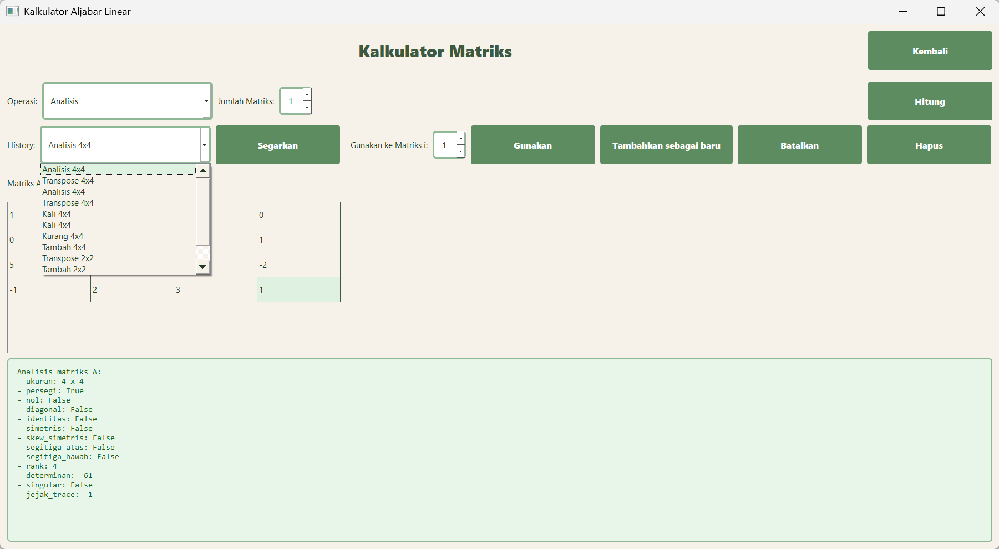 Kalkulator Aljabar Linear
Kalkulator Matriks
Kembali
Operasi: Analisis Jumlah Matriks: 1 Hitung
History: Analisis 4x4 Segarkan Gunakan ke Matriks i: 1 Gunakan Tambahkan sebagai baru Batalkan Hapus
Analisis 4x4
Transpose 4x4
Analisis 4x4
Transpose 4x4
Kali 4x4
Kali 4x4
Kurang 4x4
Tambah 4x4
Transpose 2x2
Tambah 2x2
Matriks A
1 0
0 1
5 -2
-1 2 3 1
Analisis matriks A:
- ukuran: 4 x 4
- persegi: True
- nol: False
- diagonal: False
- identitas: False
- simetris: False
- skew_simetris: False
- segitiga_atas: False
- segitiga_bawah: False
- rank: 4
- determinan: -61
- singular: False
- jejak_trace: -1